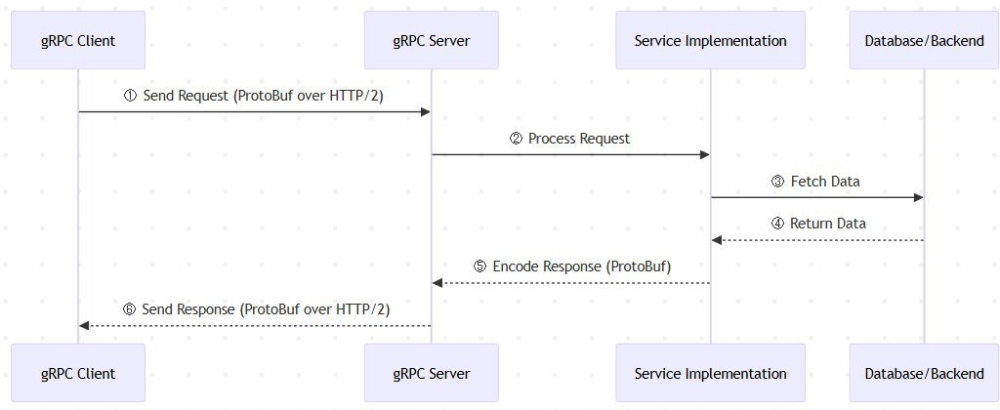 gRPC Client
gRPC Server
Service Implementation
Database/Backend
① Send Request (ProtoBuf over HTTP/2)
② Process Request
③ Fetch Data
④ Return Data
⑤ Encode Response (ProtoBuf)
⑥ Send Response (ProtoBuf over HTTP/2)
gRPC Client
gRPC Server
Service Implementation
Database/Backend